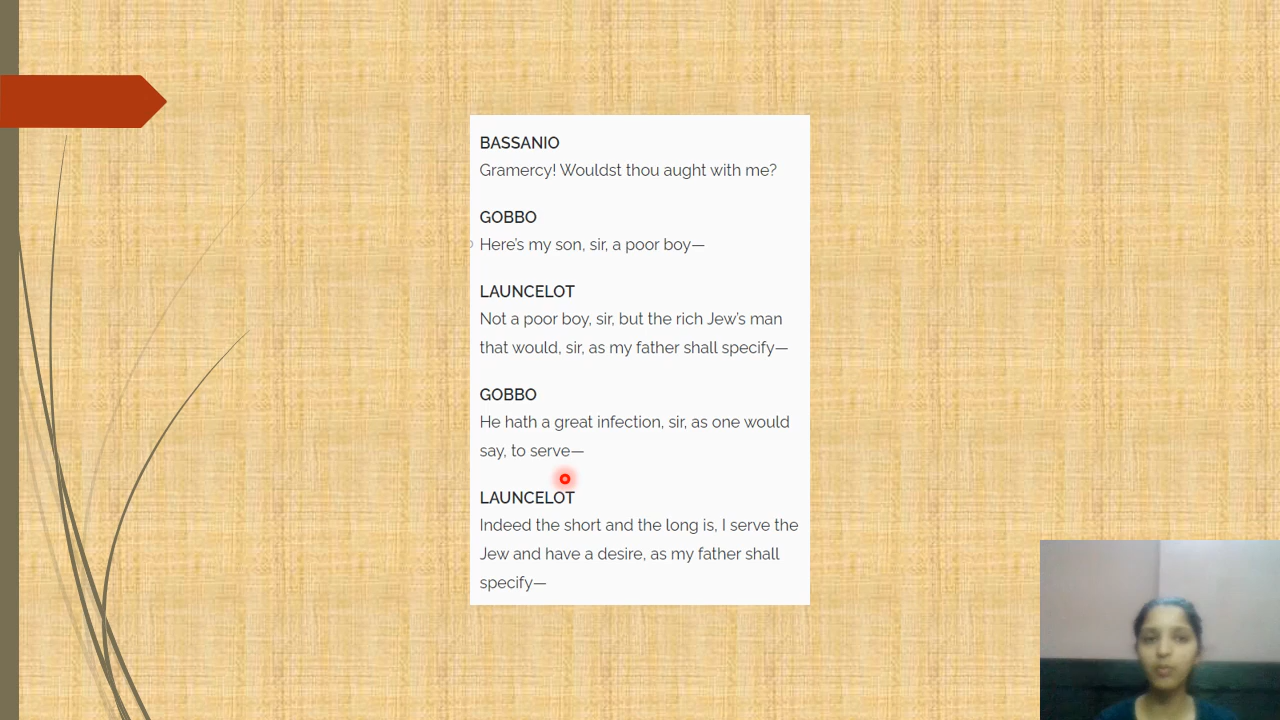 BASSANIO
Gramercy! Wouldst thou aught with me?
GOBBO
Here's my son, sir, a poor boy—
LAUNCELOT
Not a poor boy, sir, but the rich Jew's man
that would, sir, as my father shall specify—
GOBBO
He hath a great infection, sir, as one would
say, to serve—
LAUNCELOT
Indeed the short and the long is, I serve the
Jew and have a desire, as my father shall
specify—